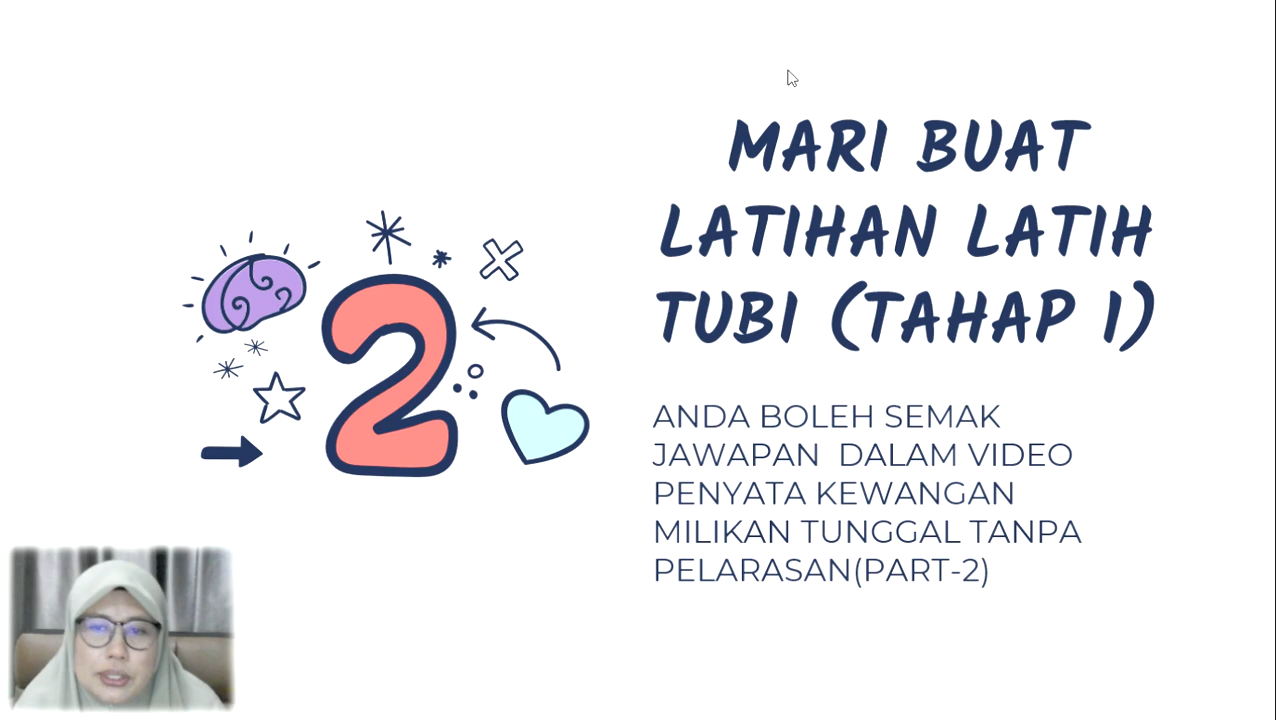 2
MARI BUAT
LATIHAN LATIH
TUBI (TAHAP 1)
ANDA BOLEH SEMAK
JAWAPAN  DALAM VIDEO
PENYATA KEWANGAN
MILIKAN TUNGGAL TANPA
PELARASAN(PART-2)